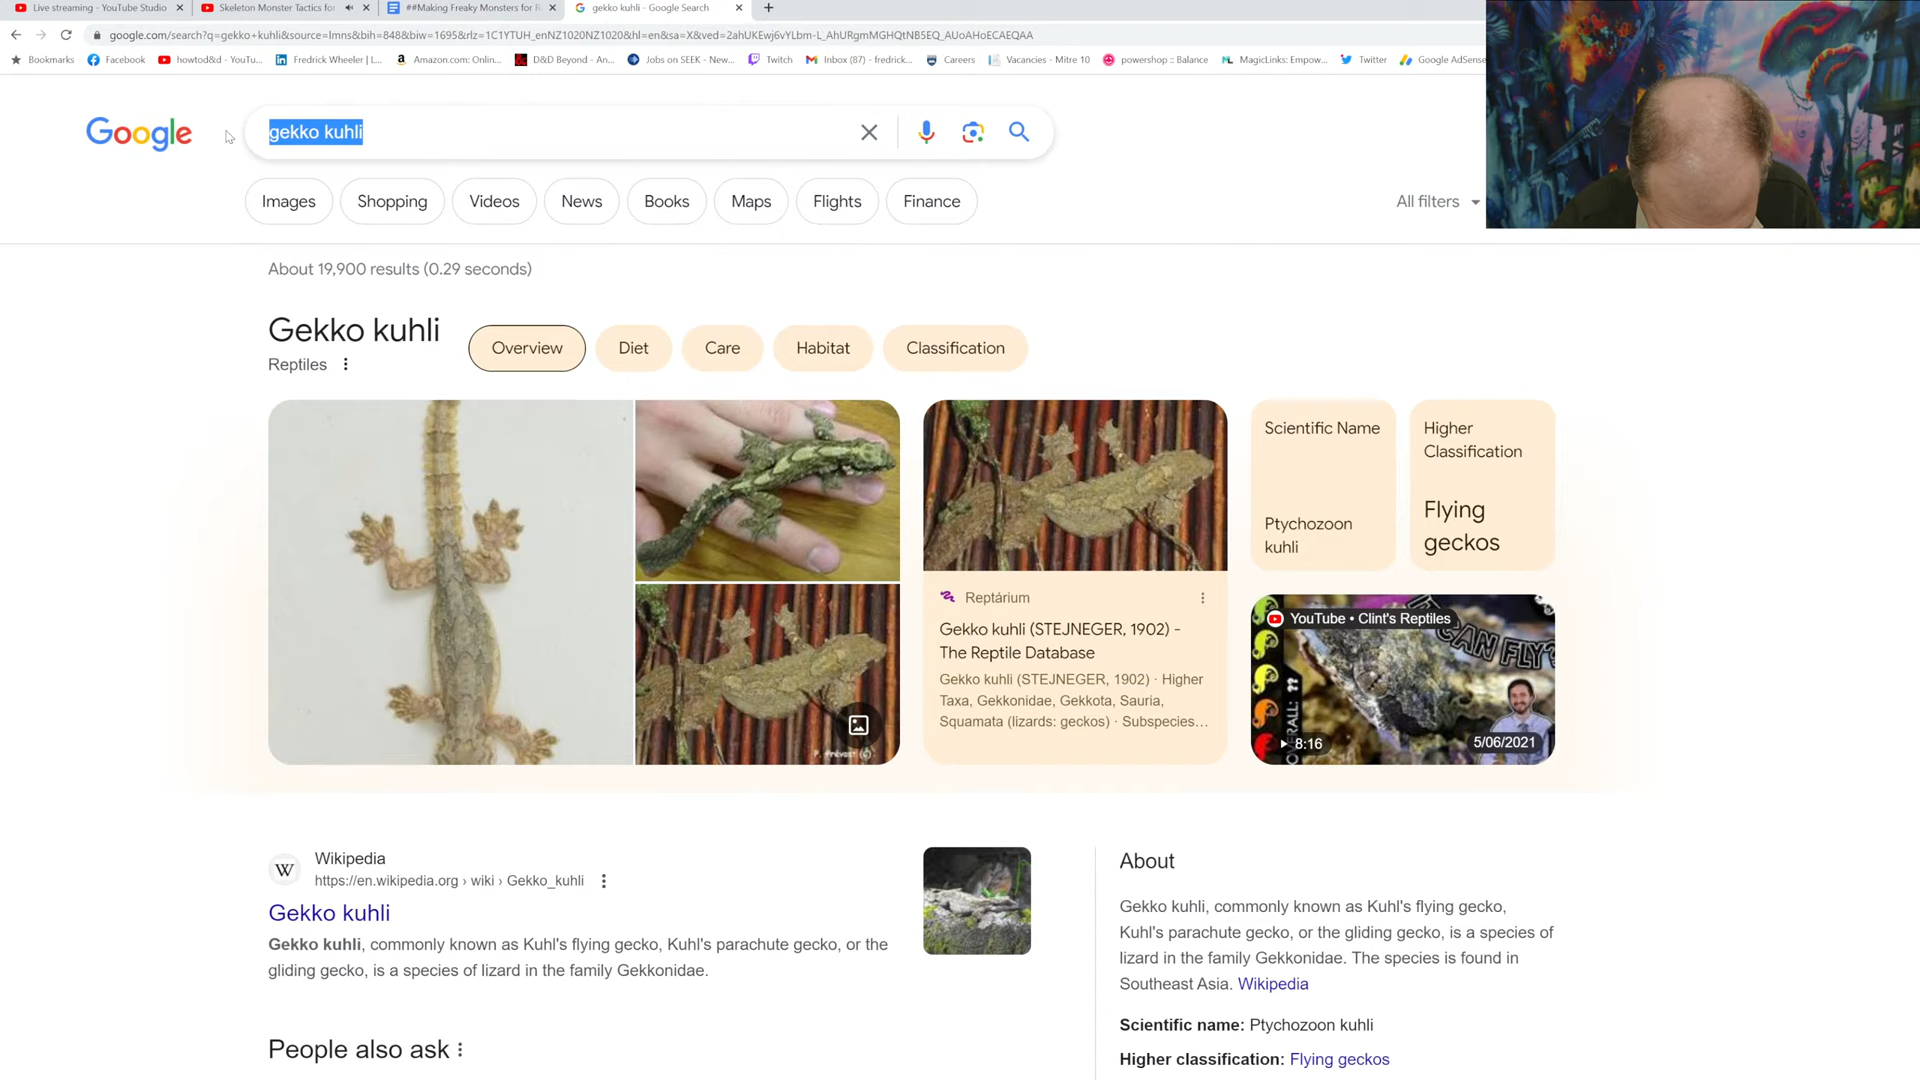 Live streaming - YouTube Studio
Skeleton Monster Tactics for
##Making Freaky Monsters for R
gekko kuhli - Google Search
google.com/search?q=gekko+kuhli&source=lmns&bih=848&biw=1695&rlz=1C1YTUH_enNZ1020NZ1020&hl=en&sa=X&ved=2ahUKEwj6vYLbm-L_AhURgmMGHQtNB5EQ_AUoAHoECAEQAA
Bookmarks
Facebook
howtod&d - YouTu...
Fredrick Wheeler | L...
Amazon.com: Onlin...
D&D Beyond - An...
Jobs on SEEK - New...
Twitch
Inbox (87) - fredrick...
Careers
Vacancies - Mitre 10
powershop :: Balance
MagicLinks: Empow...
Twitter
Google AdSense
Google
gekko kuhli
Images
Shopping
Videos
News
Books
Maps
Flights
Finance
All filters
About 19,900 results (0.29 seconds)
Gekko kuhli
Reptiles
Overview
Diet
Care
Habitat
Classification
Reptárium
Gekko kuhli (STEJNEGER, 1902) -
The Reptile Database
Gekko kuhli (STEJNEGER, 1902) · Higher
Taxa, Gekkonidae, Gekkota, Sauria,
Squamata (lizards: geckos) · Subspecies...
Scientific Name
Ptychozoon
kuhli
Higher
Classification
Flying
geckos
YouTube • Clint's Reptiles
CAN FLY?
OVERALL: ??
8:16
5/06/2021
W
Wikipedia
https://en.wikipedia.org › wiki › Gekko_kuhli
Gekko kuhli
Gekko kuhli, commonly known as Kuhl's flying gecko, Kuhl's parachute gecko, or the
gliding gecko, is a species of lizard in the family Gekkonidae.
People also ask
About
Gekko kuhli, commonly known as Kuhl's flying gecko,
Kuhl's parachute gecko, or the gliding gecko, is a species of
lizard in the family Gekkonidae. The species is found in
Southeast Asia. Wikipedia
Scientific name: Ptychozoon kuhli
Higher classification: Flying geckos